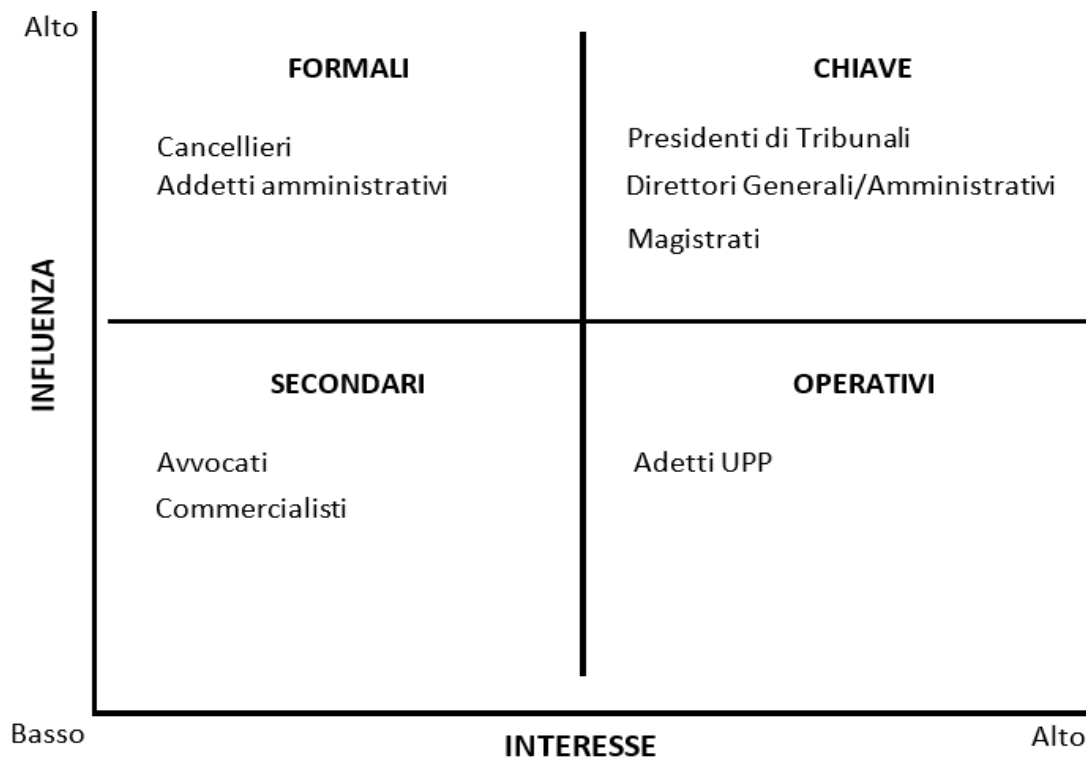 Alto
FORMALI
CHIAVE
Cancellieri
Addetti amministrativi
Presidenti di Tribunali
Direttori Generali/Amministrativi
Magistrati
INFLUENZA
SECONDARI
OPERATIVI
Avvocati
Commercialisti
Adetti UPP
Basso
INTERESSE
Alto